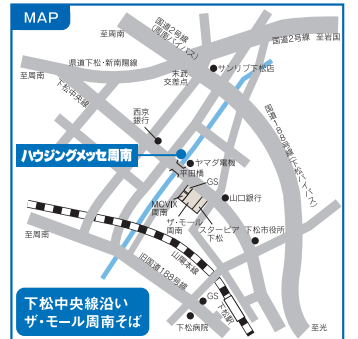 MAP
至周南
国道2号線
(周南バイパス)
国道2号線
至岩国
県道下松・新南陽線
至周南
末武
交差点
サンリブ下松店
下松中央線
西京
銀行
国道188号線(下松バイパス)
ハウジングメッセ周南
ヤマダ電機
平田橋
GS
MOVIX
周南
山口銀行
ザ・モール
周南
スターピア
下松
下松市役所
至周南
山陽本線
旧国道188号線
下松中央線沿い
ザ・モール周南そば
GS
下松駅
下松病院
至光